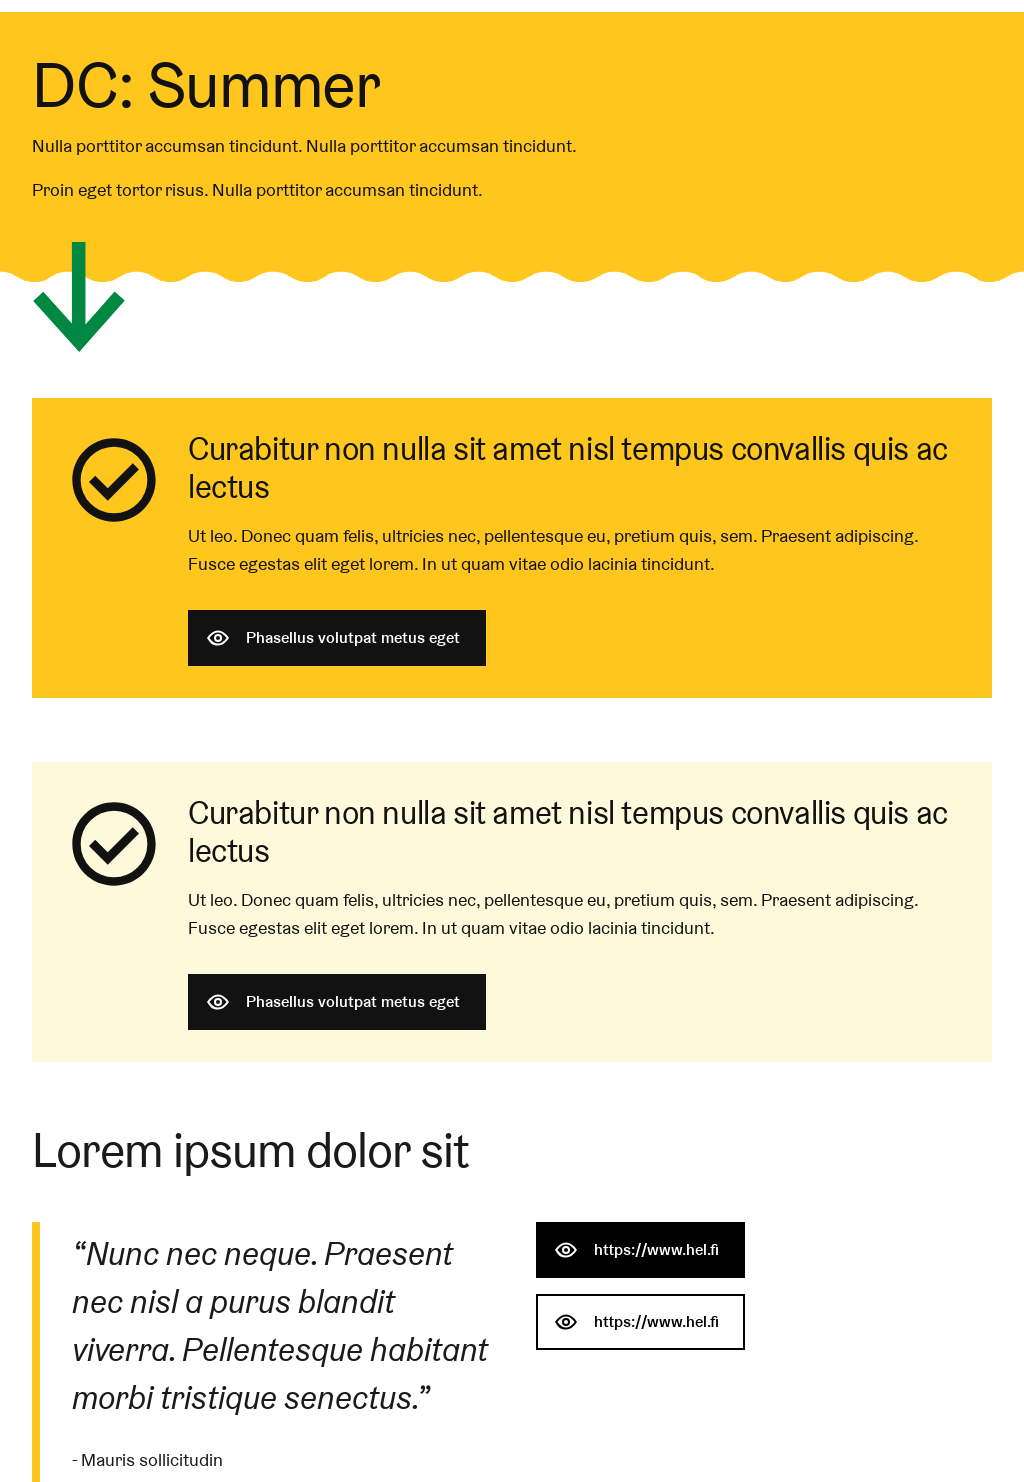 DC: Summer
Nulla porttitor accumsan tincidunt. Nulla porttitor accumsan tincidunt.
Proin eget tortor risus. Nulla porttitor accumsan tincidunt.
Curabitur non nulla sit amet nisl tempus convallis quis ac
lectus
Ut leo. Donec quam felis, ultricies nec, pellentesque eu, pretium quis, sem. Praesent adipiscing.
Fusce egestas elit eget lorem. In ut quam vitae odio lacinia tincidunt.
Phasellus volutpat metus eget
Curabitur non nulla sit amet nisl tempus convallis quis ac
lectus
Ut leo. Donec quam felis, ultricies nec, pellentesque eu, pretium quis, sem. Praesent adipiscing.
Fusce egestas elit eget lorem. In ut quam vitae odio lacinia tincidunt.
Phasellus volutpat metus eget
Lorem ipsum dolor sit
“Nunc nec neque. Praesent
nec nisl a purus blandit
viverra. Pellentesque habitant
morbi tristique senectus.”
- Mauris sollicitudin
https://www.hel.fi
https://www.hel.fi